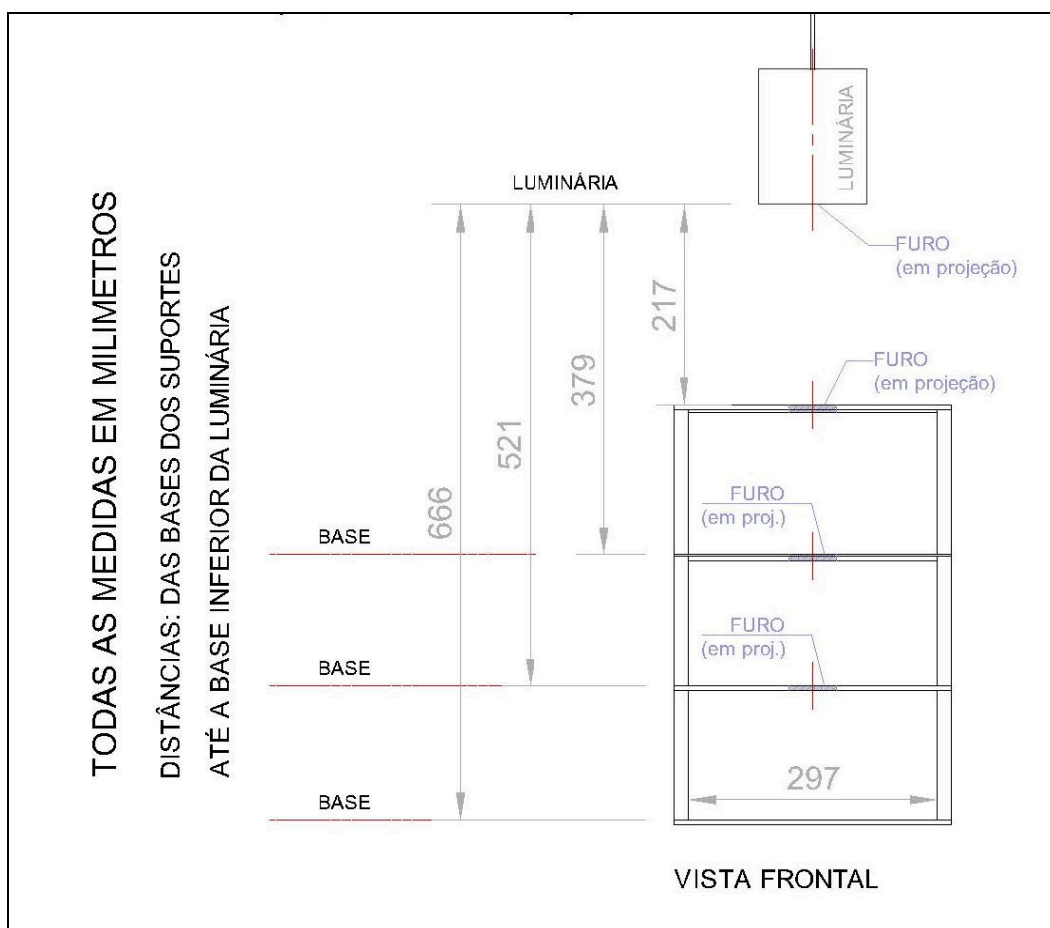 TODAS AS MEDIDAS EM MILIMETROS
DISTÂNCIAS: DAS BASES DOS SUPORTES
ATÉ A BASE INFERIOR DA LUMINÁRIA
LUMINÁRIA
LUMINÁRIA
FURO
(em projeção)
217
379
521
666
FURO
(em projeção)
BASE
FURO
(em proj.)
BASE
FURO
(em proj.)
BASE
297
VISTA FRONTAL